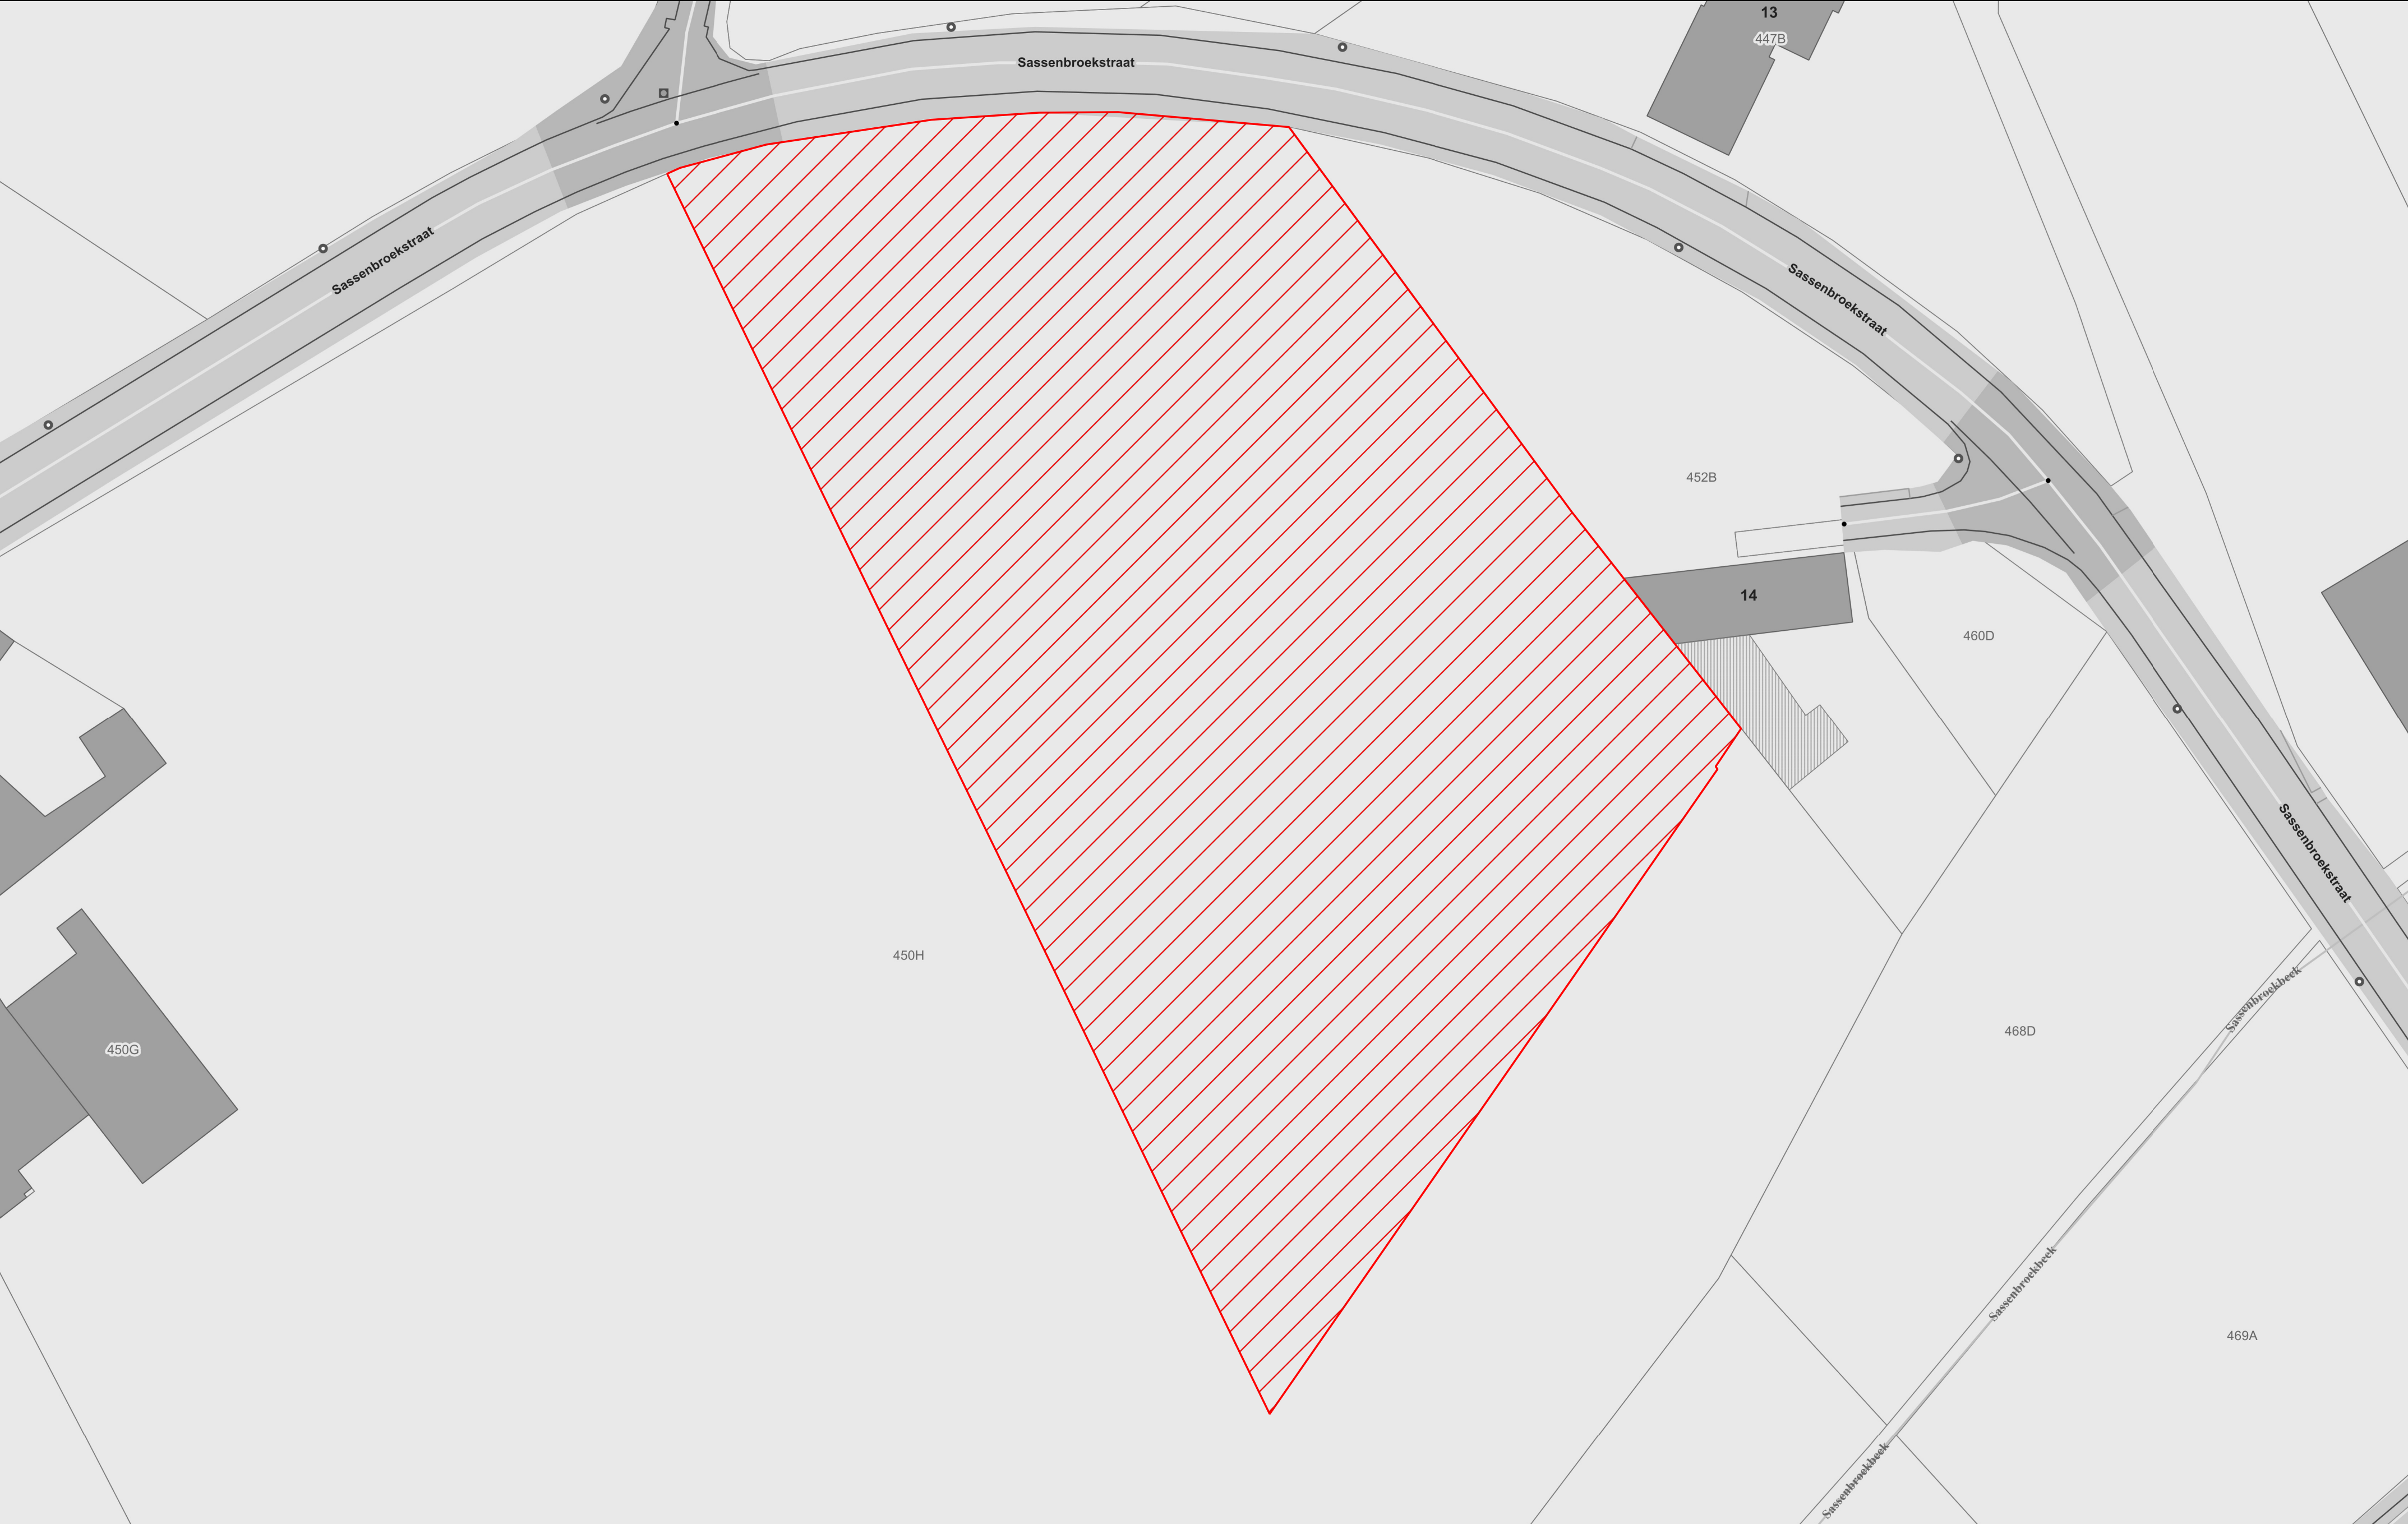 13
447B
Sassenbroekstraat
Sassenbroekstraat
Sassenbroekstraat
452B
14
460D
Sassenbroekstraat
450H
Sassenbroekbeek
468D
450G
Sassenbroekbeek
469A
Sassenbroekbeek